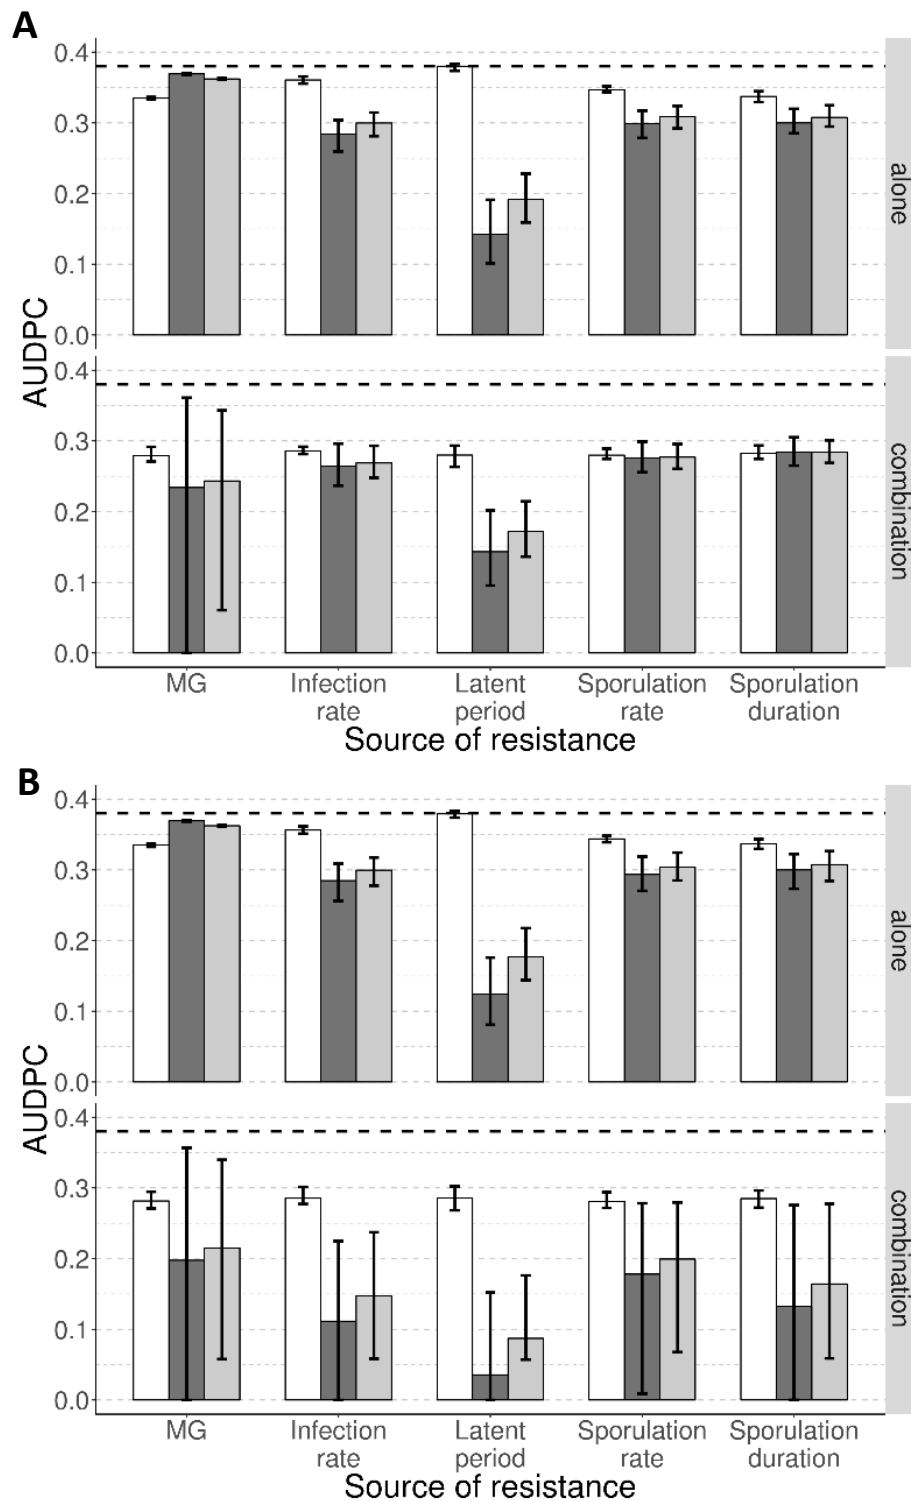 A
0.4
0.3
0.2
0.1
0.0
alone
AUDPC
0.4
0.3
0.2
0.1
0.0
combination
MG
Infection
rate
Latent
period
Sporulation
rate
Sporulation
duration
Source of resistance
B
0.4
0.3
0.2
0.1
0.0
alone
AUDPC
0.4
0.3
0.2
0.1
0.0
combination
MG
Infection
rate
Latent
period
Sporulation
rate
Sporulation
duration
Source of resistance